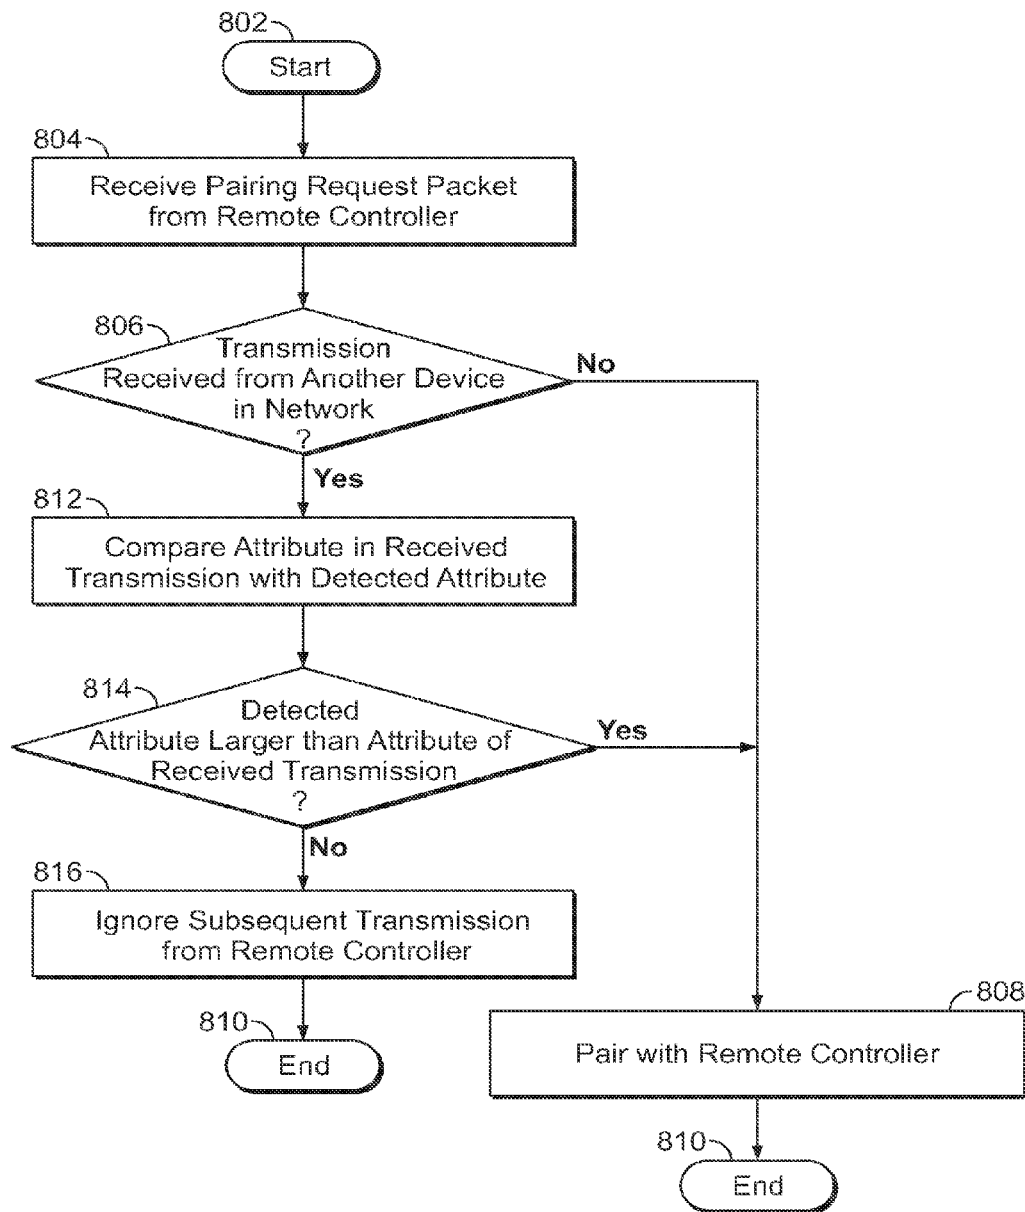 802
Start
804
Receive Pairing Request Packet
from Remote Controller
806
Transmission
Received from Another Device
in Network
?
No
Yes
812
Compare Attribute in Received
Transmission with Detected Attribute
814
Detected
Attribute Larger than Attribute of
Received Transmission
?
Yes
No
816
Ignore Subsequent Transmission
from Remote Controller
810
End
808
Pair with Remote Controller
810
End